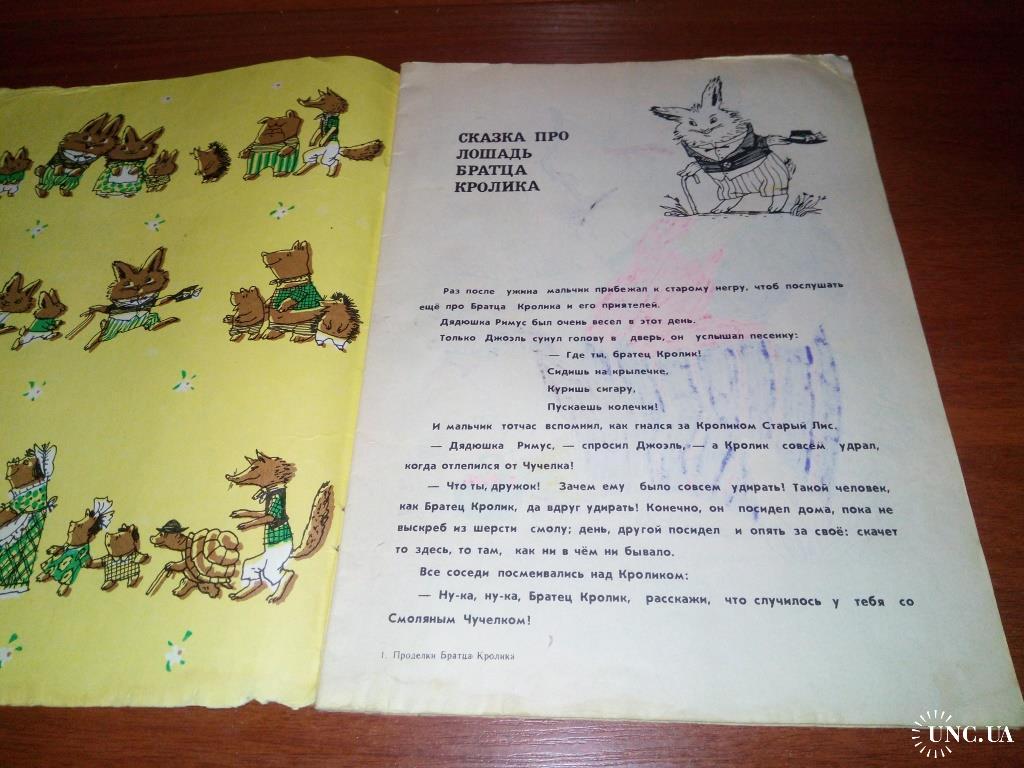 СКАЗКА ПРО
ЛОШАДЬ
БРАТЦА
КРОЛИКА
Раз после ужина мальчик прибежал к старому негру, чтоб послушать
ещё про Братца Кролика и его приятелей.
Дядюшка Римус был очень весел в этот день.
Только Джоэль сунул голову в дверь, он услышал песенку:
— Где ты, братец Кролик!
Сидишь на крылечке,
Куришь сигару,
Пускаешь колечки!
И мальчик тотчас вспомнил, как гнался за Кроликом Старый Лис.
— Дядюшка Римус, — спросил Джоэль, — а Кролик совсем удрал,
когда отлепился от Чучелка!
— Что ты, дружок! Зачем ему было совсем удирать! Такой человек,
как Братец Кролик, да вдруг удирать! Конечно, он посидел дома, пока не
выскреб из шерсти смолу; день, другой посидел и опять за своё: скачет
то здесь, то там, как ни в чём ни бывало.
Все соседи посмеивались над Кроликом:
— Ну-ка, ну-ка, Братец Кролик, расскажи, что случилось у тебя со
Смоляным Чучелком!
1. Проделки Братца Кролика
UNC.UA